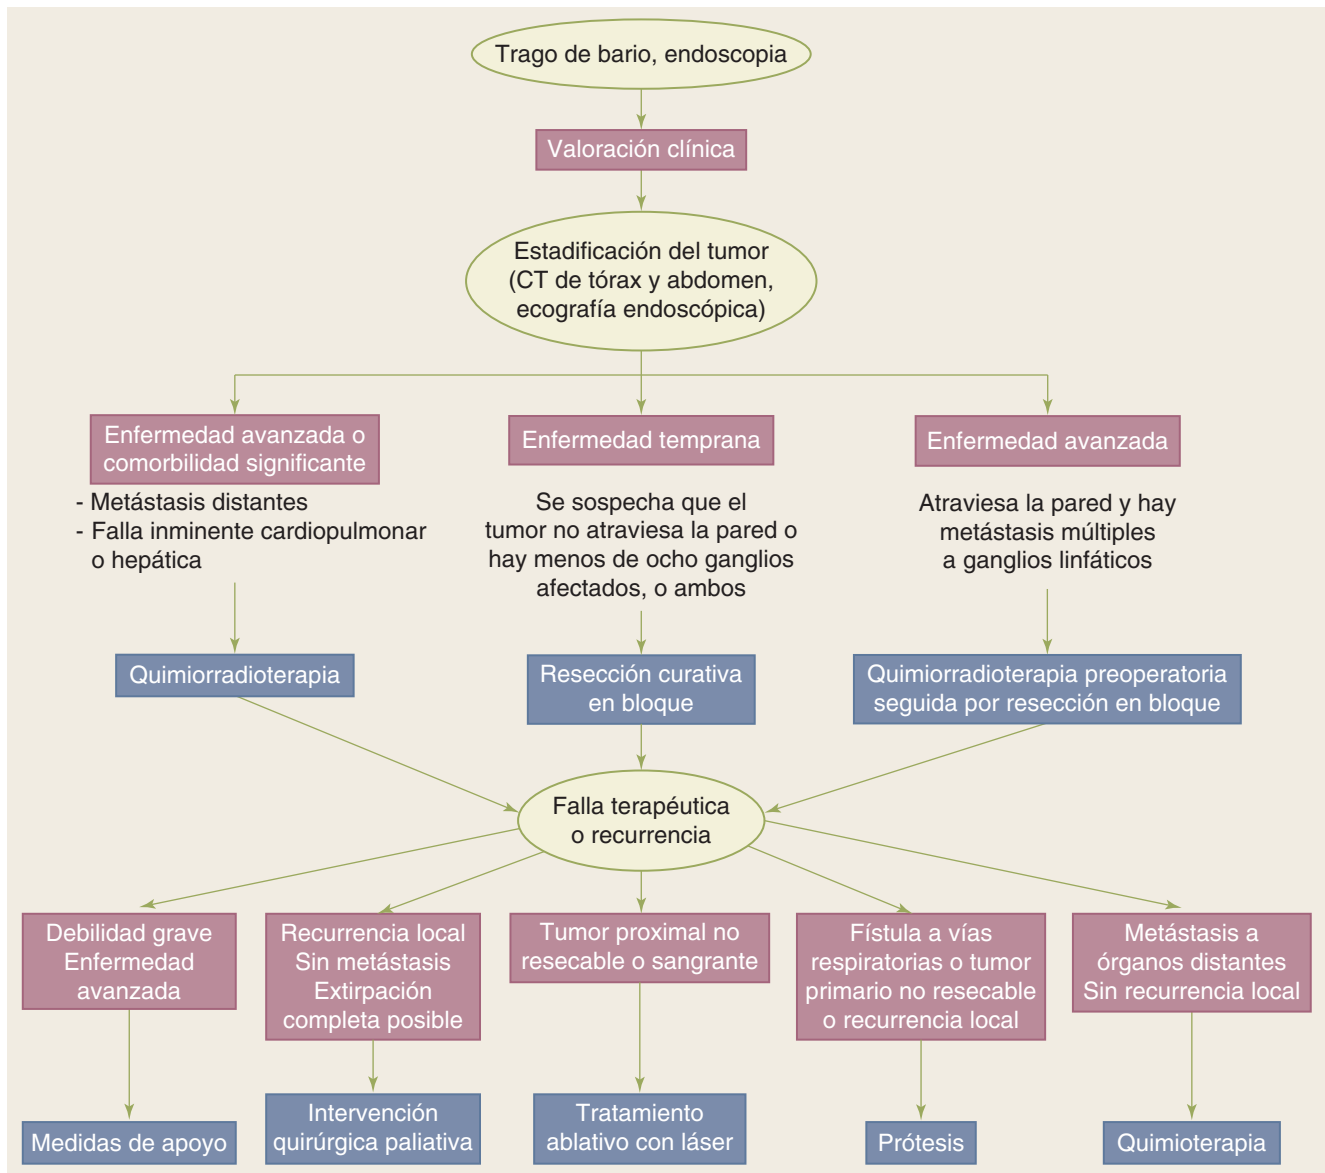 Trago de bario, endoscopia
Valoración clínica
Estadificación del tumor
(CT de tórax y abdomen,
ecografía endoscópica)
Enfermedad avanzada o
comorbilidad significante
- Metástasis distantes
- Falla inminente cardiopulmonar
o hepática
Quimiorradioterapia
Enfermedad temprana
Se sospecha que el
tumor no atraviesa la pared o
hay menos de ocho ganglios
afectados, o ambos
Resección curativa
en bloque
Enfermedad avanzada
Atraviesa la pared y hay
metástasis múltiples
a ganglios linfáticos
Quimiorradioterapia preoperatoria
seguida por resección en bloque
Falla terapéutica
o recurrencia
Debilidad grave
Enfermedad
avanzada
Medidas de apoyo
Recurrencia local
Sin metástasis
Extirpación
completa posible
Intervención
quirúrgica paliativa
Tumor proximal no
resecable o sangrante
Tratamiento
ablativo con láser
Fístula a vías
respiratorias o tumor
primario no resecable
o recurrencia local
Prótesis
Metástasis a
órganos distantes
Sin recurrencia local
Quimioterapia